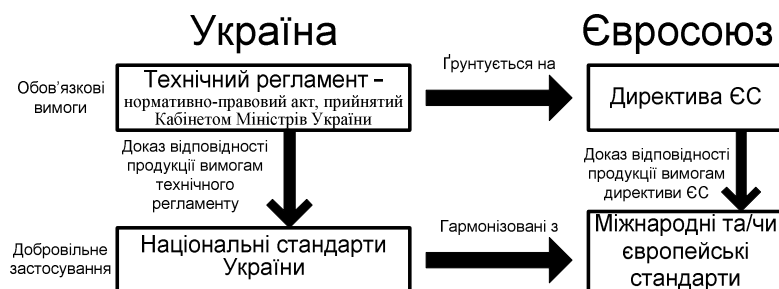 Україна
Євросоюз
Обов’язкові
вимоги
Технічний регламент –
нормативно-правовий акт, прийнятий
Кабінетом Міністрів України
Ґрунтується на
Директива ЄС
Доказ відповідності
продукції вимогам
технічного
регламенту
Доказ відповідності
продукції вимогам
директиви ЄС
Добровільне
застосування
Національні стандарти
України
Гармонізовані з
Міжнародні та/чи
європейські
стандарти